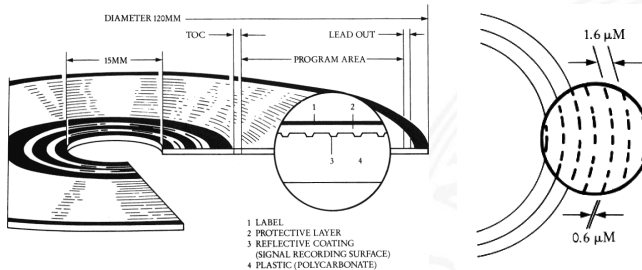 DIAMETER 120MM
TOC
LEAD OUT
15MM
PROGRAM AREA
1 2
3 4
1 LABEL
2 PROTECTIVE LAYER
3 REFLECTIVE COATING
(SIGNAL RECORDING SURFACE)
4 PLASTIC (POLYCARBONATE)
1.6 µM
0.6 µM